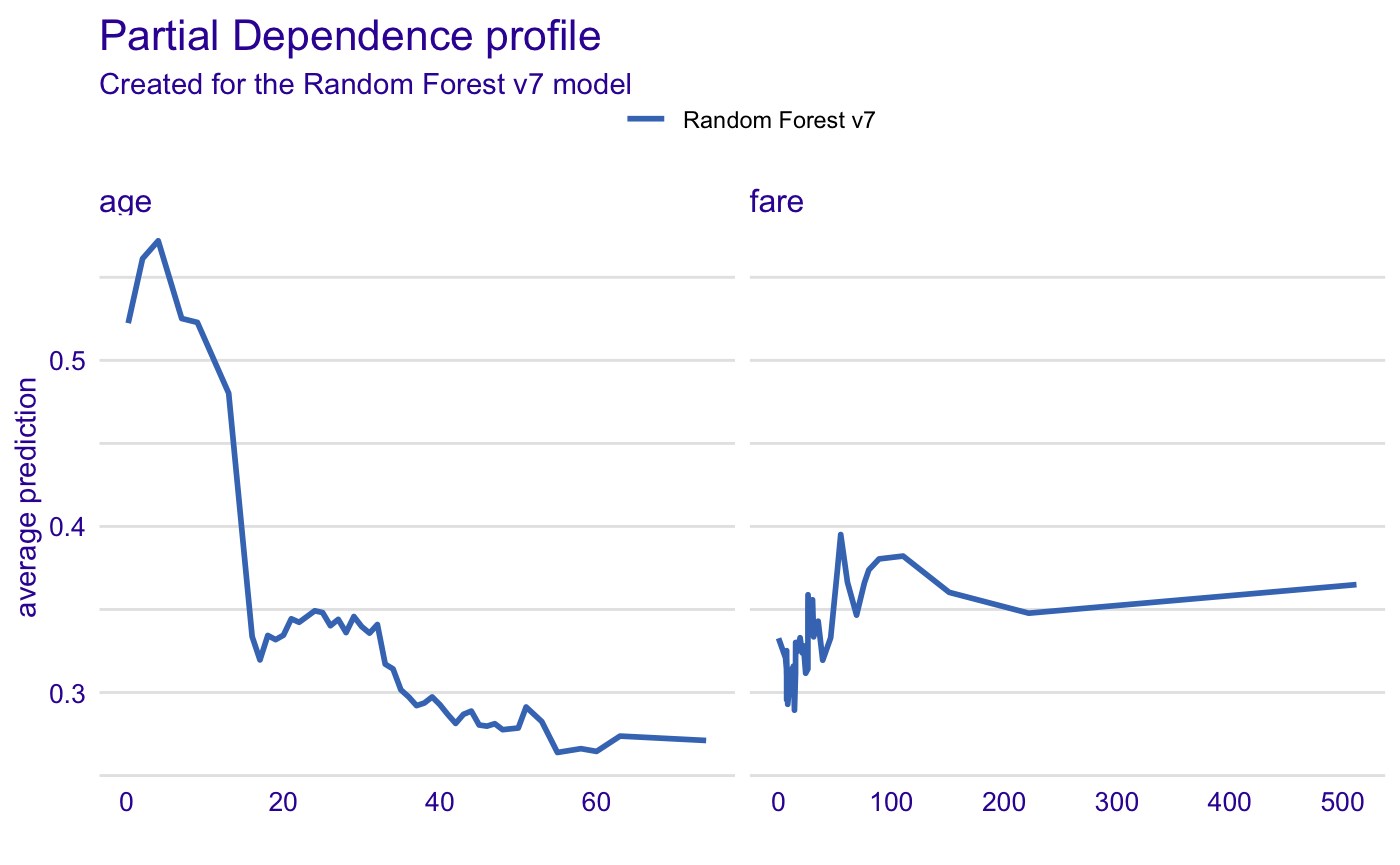 Partial Dependence profile
Created for the Random Forest v7 model
Random Forest v7
age
fare
average prediction
0.5
0.4
0.3
0 20 40 60
0 100 200 300 400 500